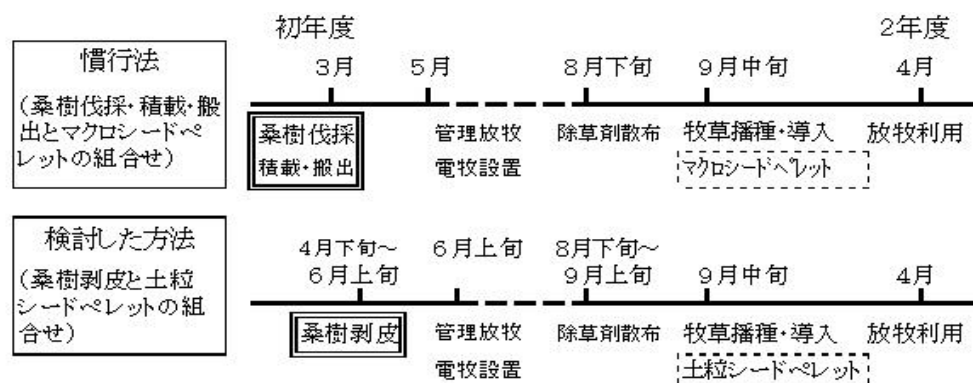 初年度
2年度
慣行法
(桑樹伐採・積載・搬
出とマクロシードペ
レットの組合せ)
3月
5月
8月下旬
9月中旬
4月
桑樹伐採
積載・搬出
管理放牧
電牧設置
除草剤散布
牧草播種・導入
マクロシードペレット
放牧利用
検討した方法
(桑樹剥皮と土粒
シードペレットの組
合せ)
4月下旬~
6月上旬
6月上旬
8月下旬~
9月上旬
9月中旬
4月
桑樹剥皮
管理放牧
電牧設置
除草剤散布
牧草播種・導入
土粒シードペレット
放牧利用